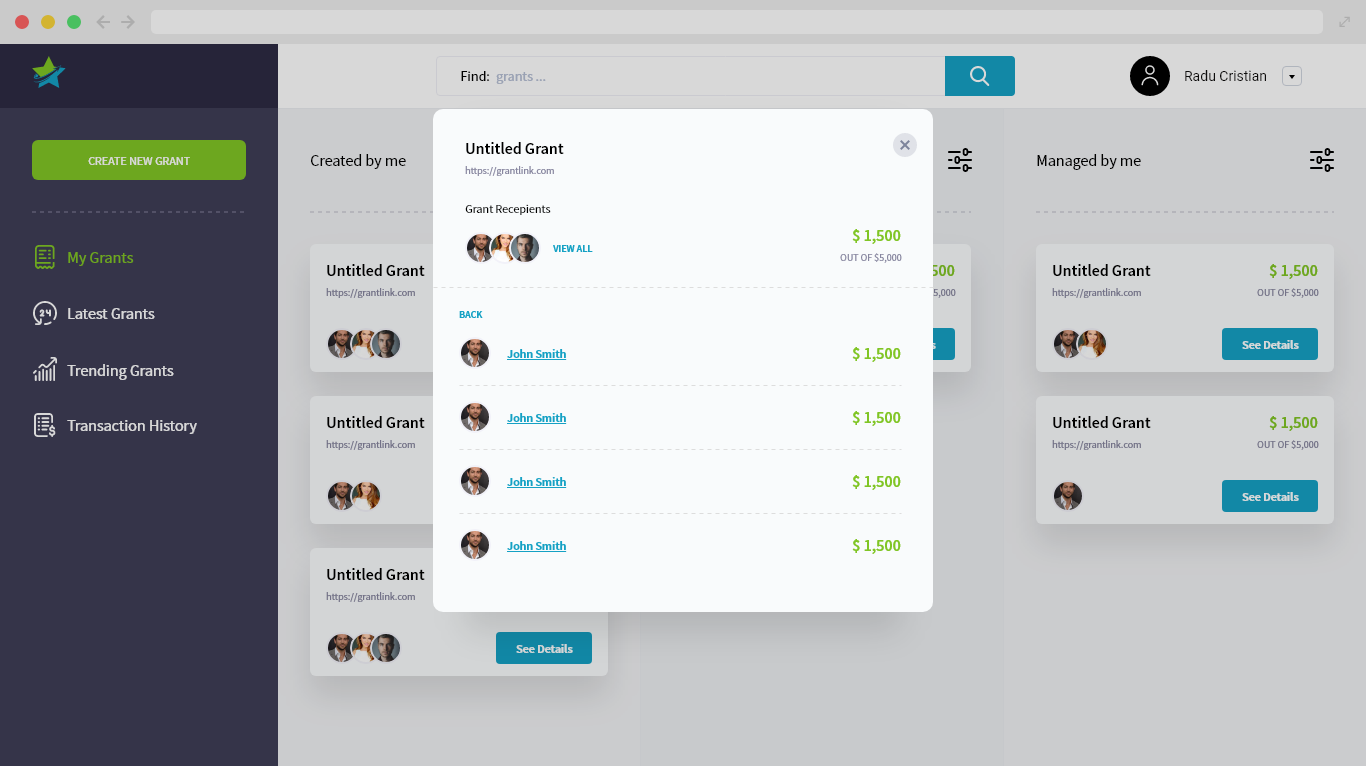 Find: grants ...
Radu Cristian
CREATE NEW GRANT
My Grants
24
Latest Grants
Trending Grants
$
Transaction History
Created by me
Untitled Grant
https://grantlink.com
Untitled Grant
https://grantlink.com
Untitled Grant
https://grantlink.com
See Details
Untitled Grant
https://grantlink.com
Grant Recepients
VIEW ALL
$ 1,500
OUT OF $5,000
BACK
John Smith
$ 1,500
John Smith
$ 1,500
John Smith
$ 1,500
John Smith
$ 1,500
500
5,000
s
Managed by me
Untitled Grant
$ 1,500
https://grantlink.com
OUT OF $5,000
See Details
Untitled Grant
$ 1,500
https://grantlink.com
OUT OF $5,000
See Details